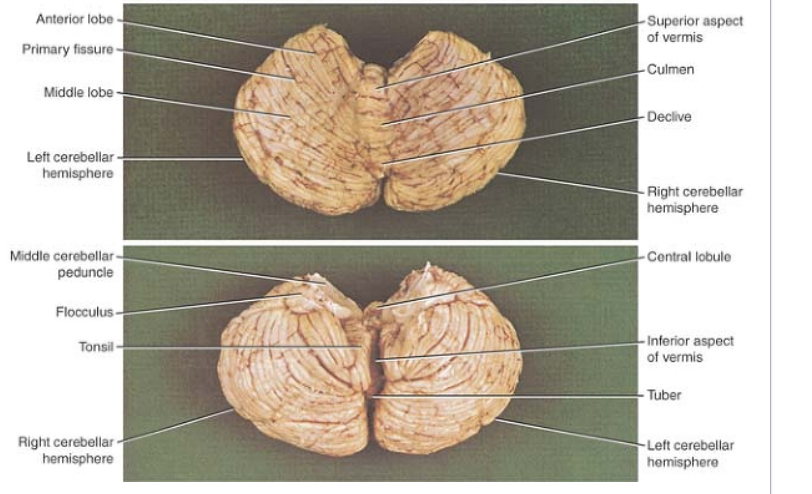 Anterior lobe
Primary fissure
Middle lobe
Left cerebellar
hemisphere
Superior aspect
of vermis
Culmen
Declive
Right cerebellar
hemisphere
Middle cerebellar
peduncle
Flocculus
Tonsil
Right cerebellar
hemisphere
Central lobule
Inferior aspect
of vermis
Tuber
Left cerebellar
hemisphere